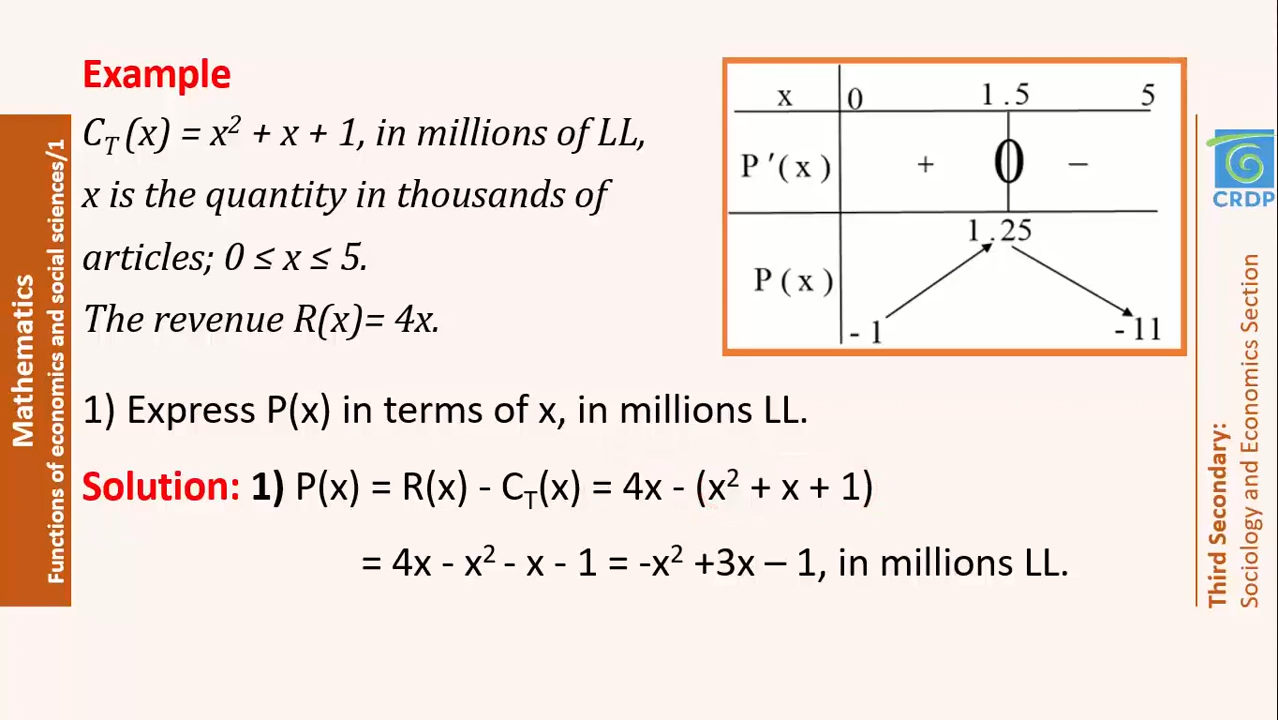 Example
C_T (x) = x² + x + 1, in millions of LL,
x is the quantity in thousands of
articles; 0 ≤ x ≤ 5.
The revenue R(x)= 4x.
x 0 1.5 5
P'(x) + 0 −
1.25
P(x)
-1 -11
1) Express P(x) in terms of x, in millions LL.
Solution: 1) P(x) = R(x) - C_T(x) = 4x - (x² + x + 1)
= 4x - x² - x - 1 = -x² +3x – 1, in millions LL.
Mathematics
Functions of economics and social sciences/1
CRDP
Third Secondary:
Sociology and Economics Section